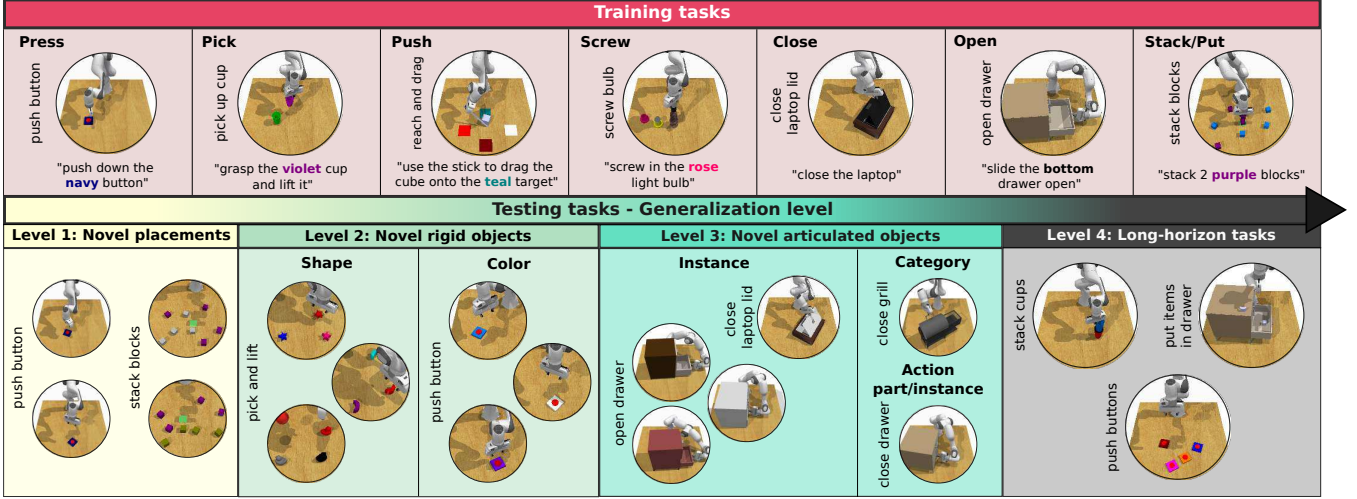 Training tasks
Press
push button
"push down the
navy button"
Pick
pick up cup
"grasp the violet cup
and lift it"
Push
reach and drag
"use the stick to drag the
cube onto the teal target"
Screw
screw bulb
"screw in the rose
light bulb"
Close
close
laptop lid
"close the laptop"
Open
open drawer
"slide the bottom
drawer open"
Stack/Put
stack blocks
"stack 2 purple blocks"
Testing tasks - Generalization level
Level 1: Novel placements
push button
stack blocks
Level 2: Novel rigid objects
Shape
pick and lift
Color
push button
Level 3: Novel articulated objects
Instance
open drawer
close
laptop lid
Category
close grill
Action
part/instance
close drawer
Level 4: Long-horizon tasks
stack cups
put items
in drawer
push buttons